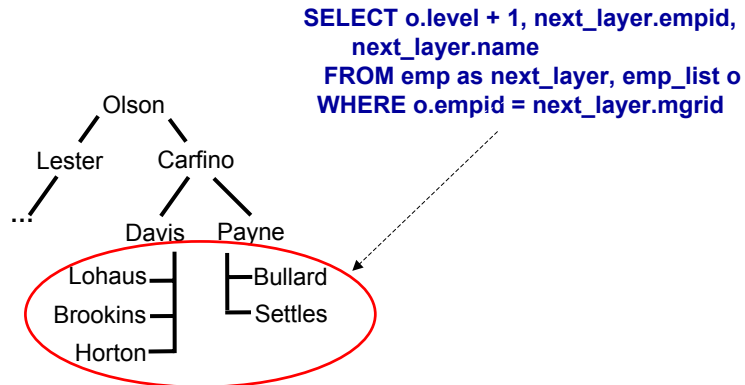 SELECT o.level + 1, next_layer.empid,
next_layer.name
FROM emp as next_layer, emp_list o
WHERE o.empid = next_layer.mgrid
Olson
Lester Carfino
...
Davis Payne
Lohaus Bullard
Brookins Settles
Horton